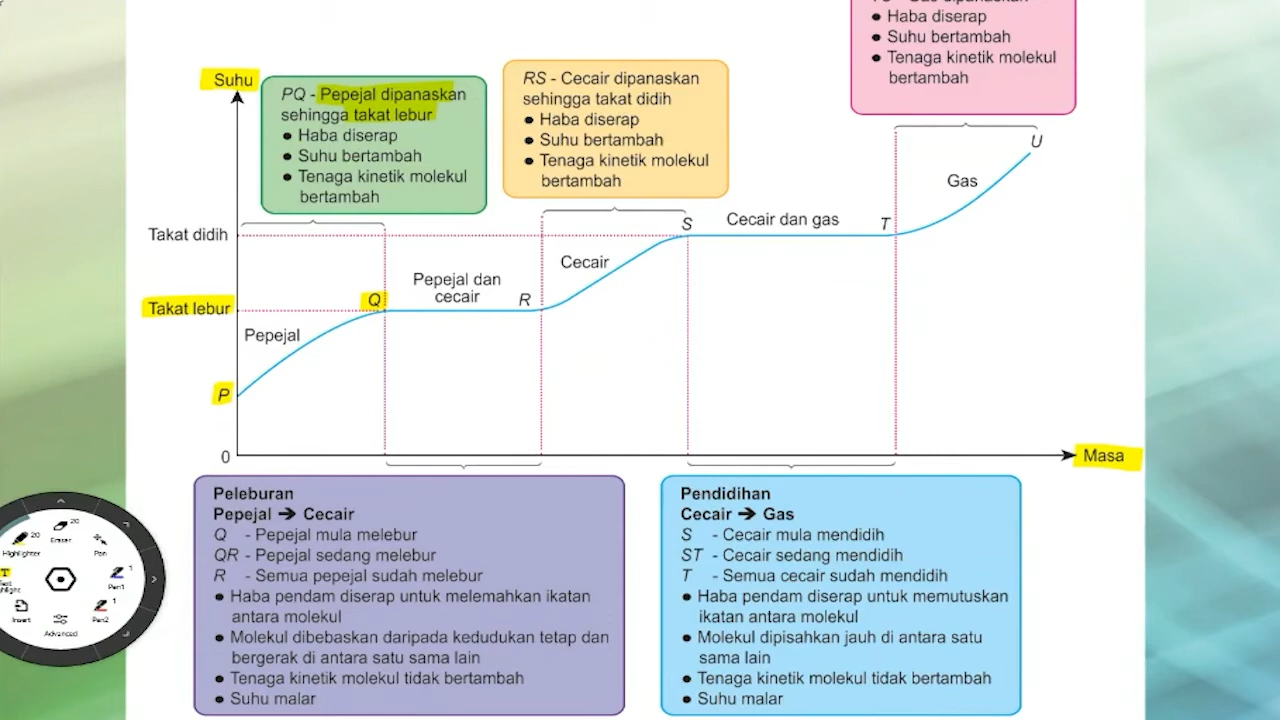 ● Haba diserap
● Suhu bertambah
● Tenaga kinetik molekul
bertambah
Suhu
PQ - Pepejal dipanaskan
sehingga takat lebur
● Haba diserap
● Suhu bertambah
● Tenaga kinetik molekul
bertambah
RS - Cecair dipanaskan
sehingga takat didih
● Haba diserap
● Suhu bertambah
● Tenaga kinetik molekul
bertambah
U
Gas
Takat didih
S
Cecair dan gas
T
Cecair
Pepejal dan
cecair
Takat lebur
Q
R
Pepejal
P
0
Masa
Peleburan
Pepejal ➔ Cecair
Q - Pepejal mula melebur
QR - Pepejal sedang melebur
R - Semua pepejal sudah melebur
● Haba pendam diserap untuk melemahkan ikatan
antara molekul
● Molekul dibebaskan daripada kedudukan tetap dan
bergerak di antara satu sama lain
● Tenaga kinetik molekul tidak bertambah
● Suhu malar
Pendidihan
Cecair ➔ Gas
S - Cecair mula mendidih
ST - Cecair sedang mendidih
T - Semua cecair sudah mendidih
● Haba pendam diserap untuk memutuskan
ikatan antara molekul
● Molekul dipisahkan jauh di antara satu
sama lain
● Tenaga kinetik molekul tidak bertambah
● Suhu malar
20
Eraser
20
Highlighter
Pan
1
Pen1
1
Pen2
Insert
Advanced